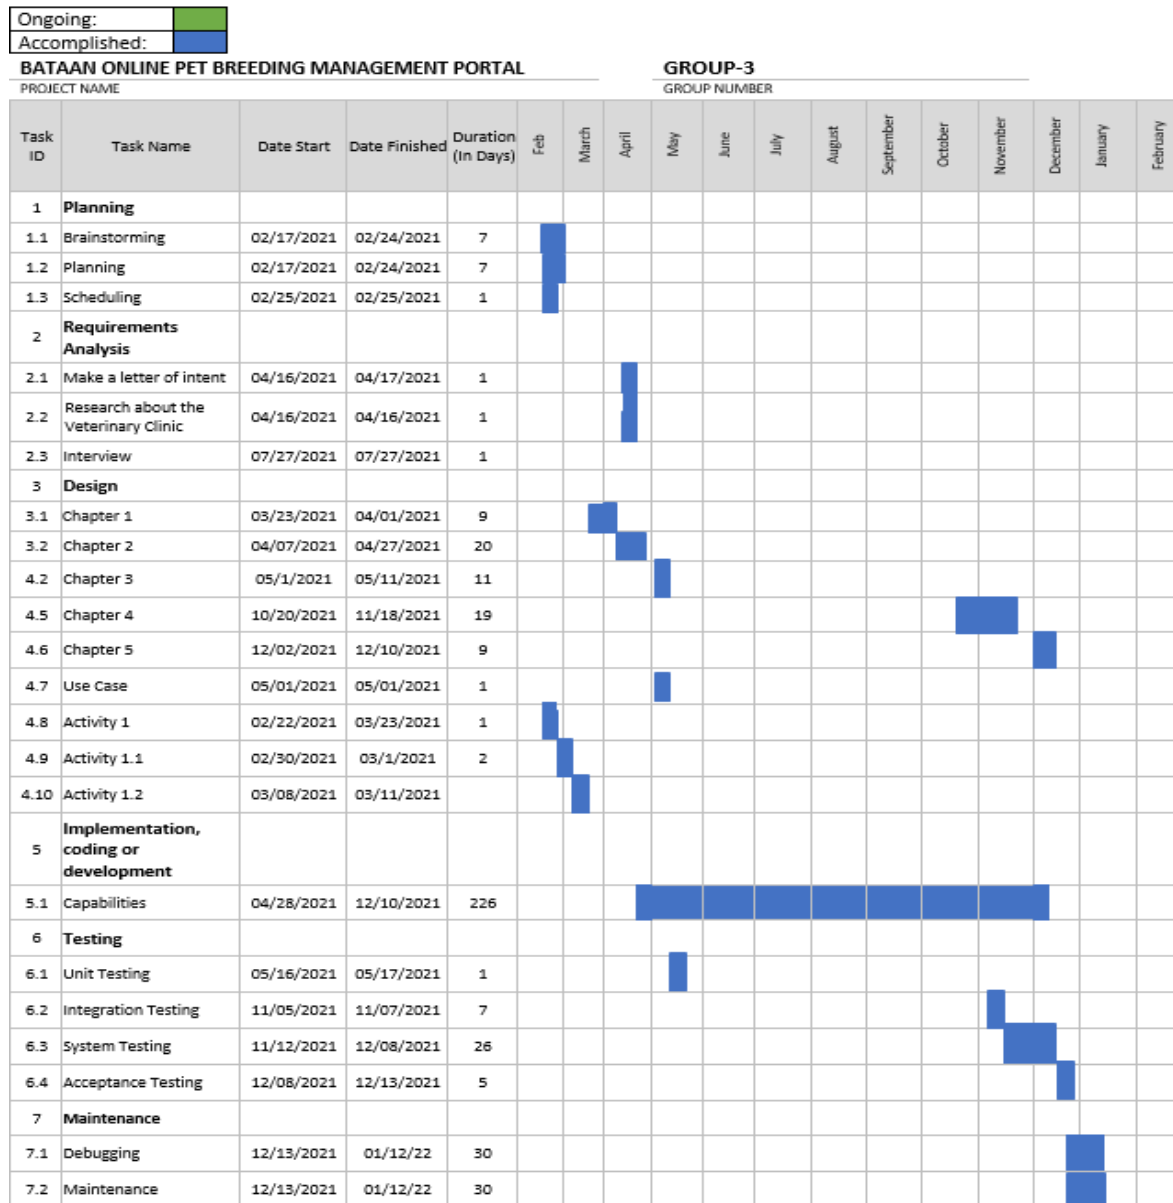 Ongoing:
Accomplished:
BATAAN ONLINE PET BREEDING MANAGEMENT PORTAL GROUP-3
PROJECT NAME GROUP NUMBER
Task ID Task Name Date Start Date Finished Duration (In Days) Feb March April May June July August September October November December January February
1 Planning
1.1 Brainstorming 02/17/2021 02/24/2021 7
1.2 Planning 02/17/2021 02/24/2021 7
1.3 Scheduling 02/25/2021 02/25/2021 1
2 Requirements Analysis
2.1 Make a letter of intent 04/16/2021 04/17/2021 1
2.2 Research about the Veterinary Clinic 04/16/2021 04/16/2021 1
2.3 Interview 07/27/2021 07/27/2021 1
3 Design
3.1 Chapter 1 03/23/2021 04/01/2021 9
3.2 Chapter 2 04/07/2021 04/27/2021 20
4.2 Chapter 3 05/1/2021 05/11/2021 11
4.5 Chapter 4 10/20/2021 11/18/2021 19
4.6 Chapter 5 12/02/2021 12/10/2021 9
4.7 Use Case 05/01/2021 05/01/2021 1
4.8 Activity 1 02/22/2021 03/23/2021 1
4.9 Activity 1.1 02/30/2021 03/1/2021 2
4.10 Activity 1.2 03/08/2021 03/11/2021
5 Implementation, coding or development
5.1 Capabilities 04/28/2021 12/10/2021 226
6 Testing
6.1 Unit Testing 05/16/2021 05/17/2021 1
6.2 Integration Testing 11/05/2021 11/07/2021 7
6.3 System Testing 11/12/2021 12/08/2021 26
6.4 Acceptance Testing 12/08/2021 12/13/2021 5
7 Maintenance
7.1 Debugging 12/13/2021 01/12/22 30
7.2 Maintenance 12/13/2021 01/12/22 30